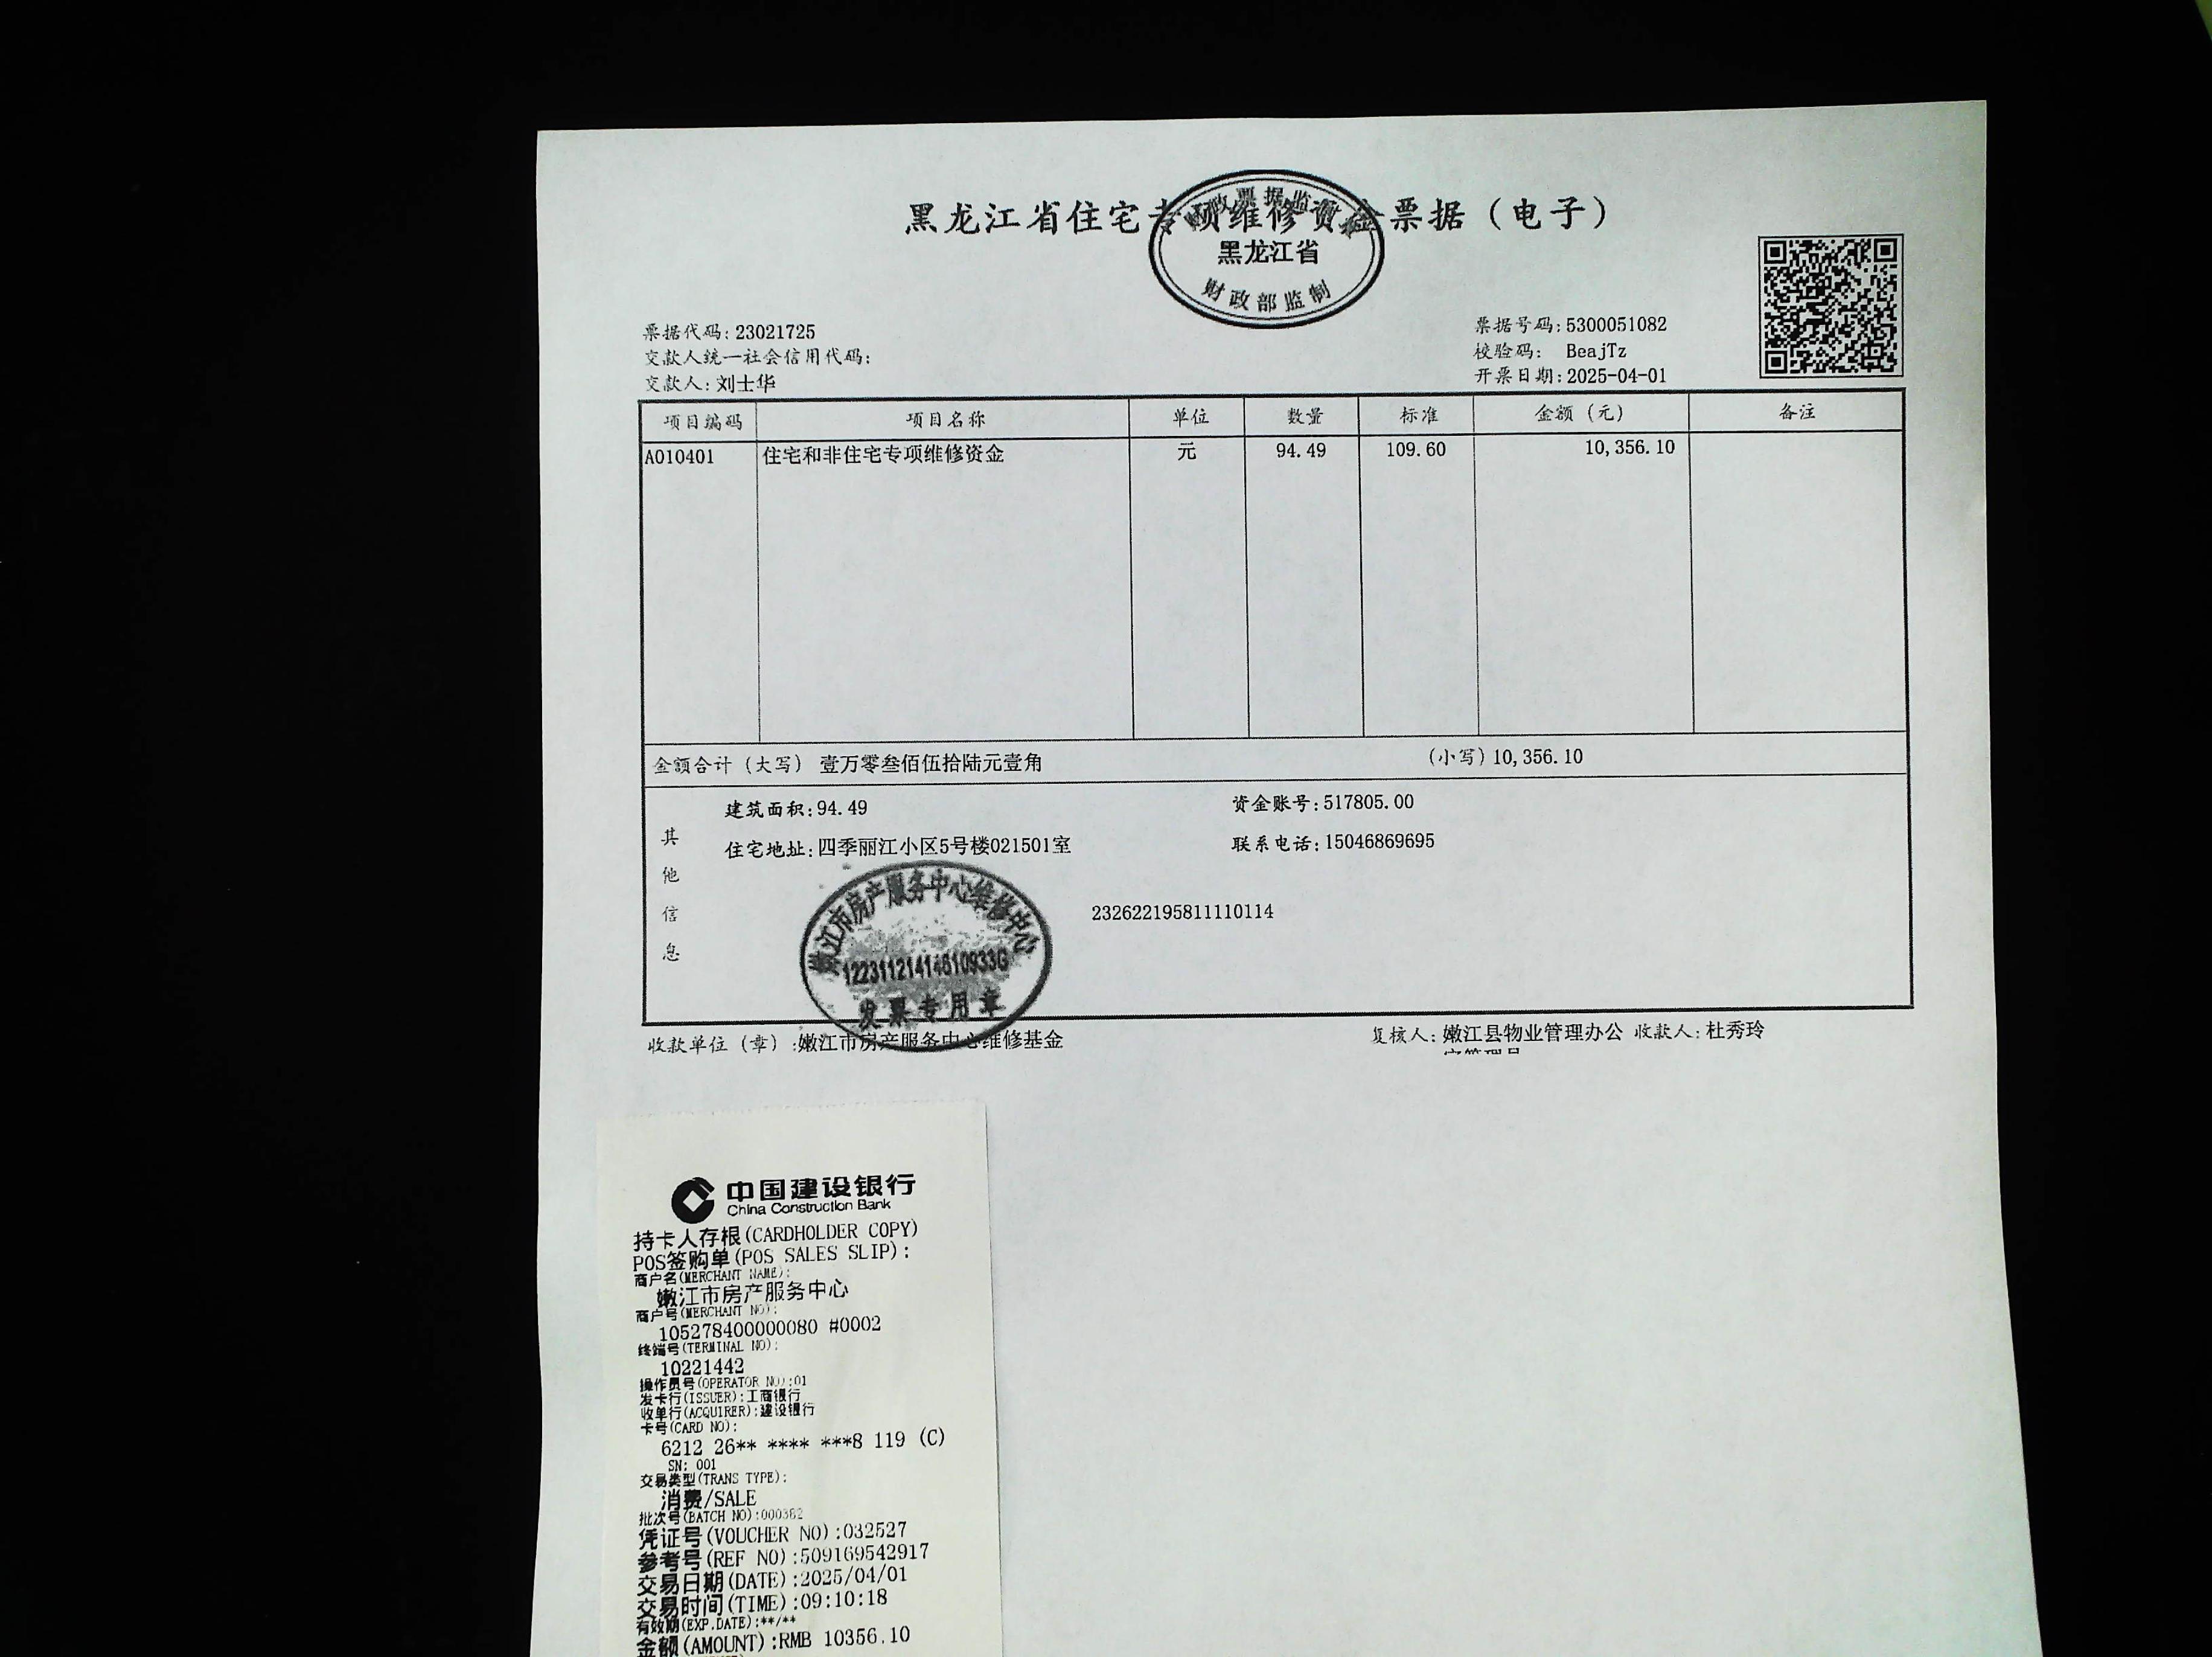 黑龙江省住宅专项维修资金票据（电子）
财政票据监制章
黑龙江省
财政部监制
票据代码：23021725
交款人统一社会信用代码：
交款人：刘士华
票据号码：5300051082
校验码： BeajTz
开票日期：2025-04-01
项目编码 项目名称 单位 数量 标准 金额（元） 备注
A010401 住宅和非住宅专项维修资金 元 94.49 109.60 10,356.10
金额合计（大写） 壹万零叁佰伍拾陆元壹角 （小写）10,356.10
其他信息
建筑面积：94.49 资金账号：517805.00
住宅地址：四季丽江小区5号楼021501室 联系电话：15046869695
232622195811110114
嫩江市房产服务中心维修中心
12231121414610933G
发票专用章
收款单位（章）：嫩江市房产服务中心维修基金 复核人：嫩江县物业管理办公 收款人：杜秀玲
中国建设银行
China Construction Bank
持卡人存根(CARDHOLDER COPY)
POS签购单(POS SALES SLIP):
商户名(MERCHANT NAME):
嫩江市房产服务中心
商户号(MERCHANT NO):
105278400000080 #0002
终端号(TERMINAL NO):
10221442
操作员号(OPERATOR NO):01
发卡行(ISSUER):工商银行
收单行(ACQUIRER):建设银行
卡号(CARD NO):
6212 26** **** ***8 119 (C)
SN: 001
交易类型(TRANS TYPE):
消费/SALE
批次号(BATCH NO):000362
凭证号(VOUCHER NO):032527
参考号(REF NO):509169542917
交易日期(DATE):2025/04/01
交易时间(TIME):09:10:18
有效期(EXP.DATE):**/**
金额(AMOUNT):RMB 10356.10